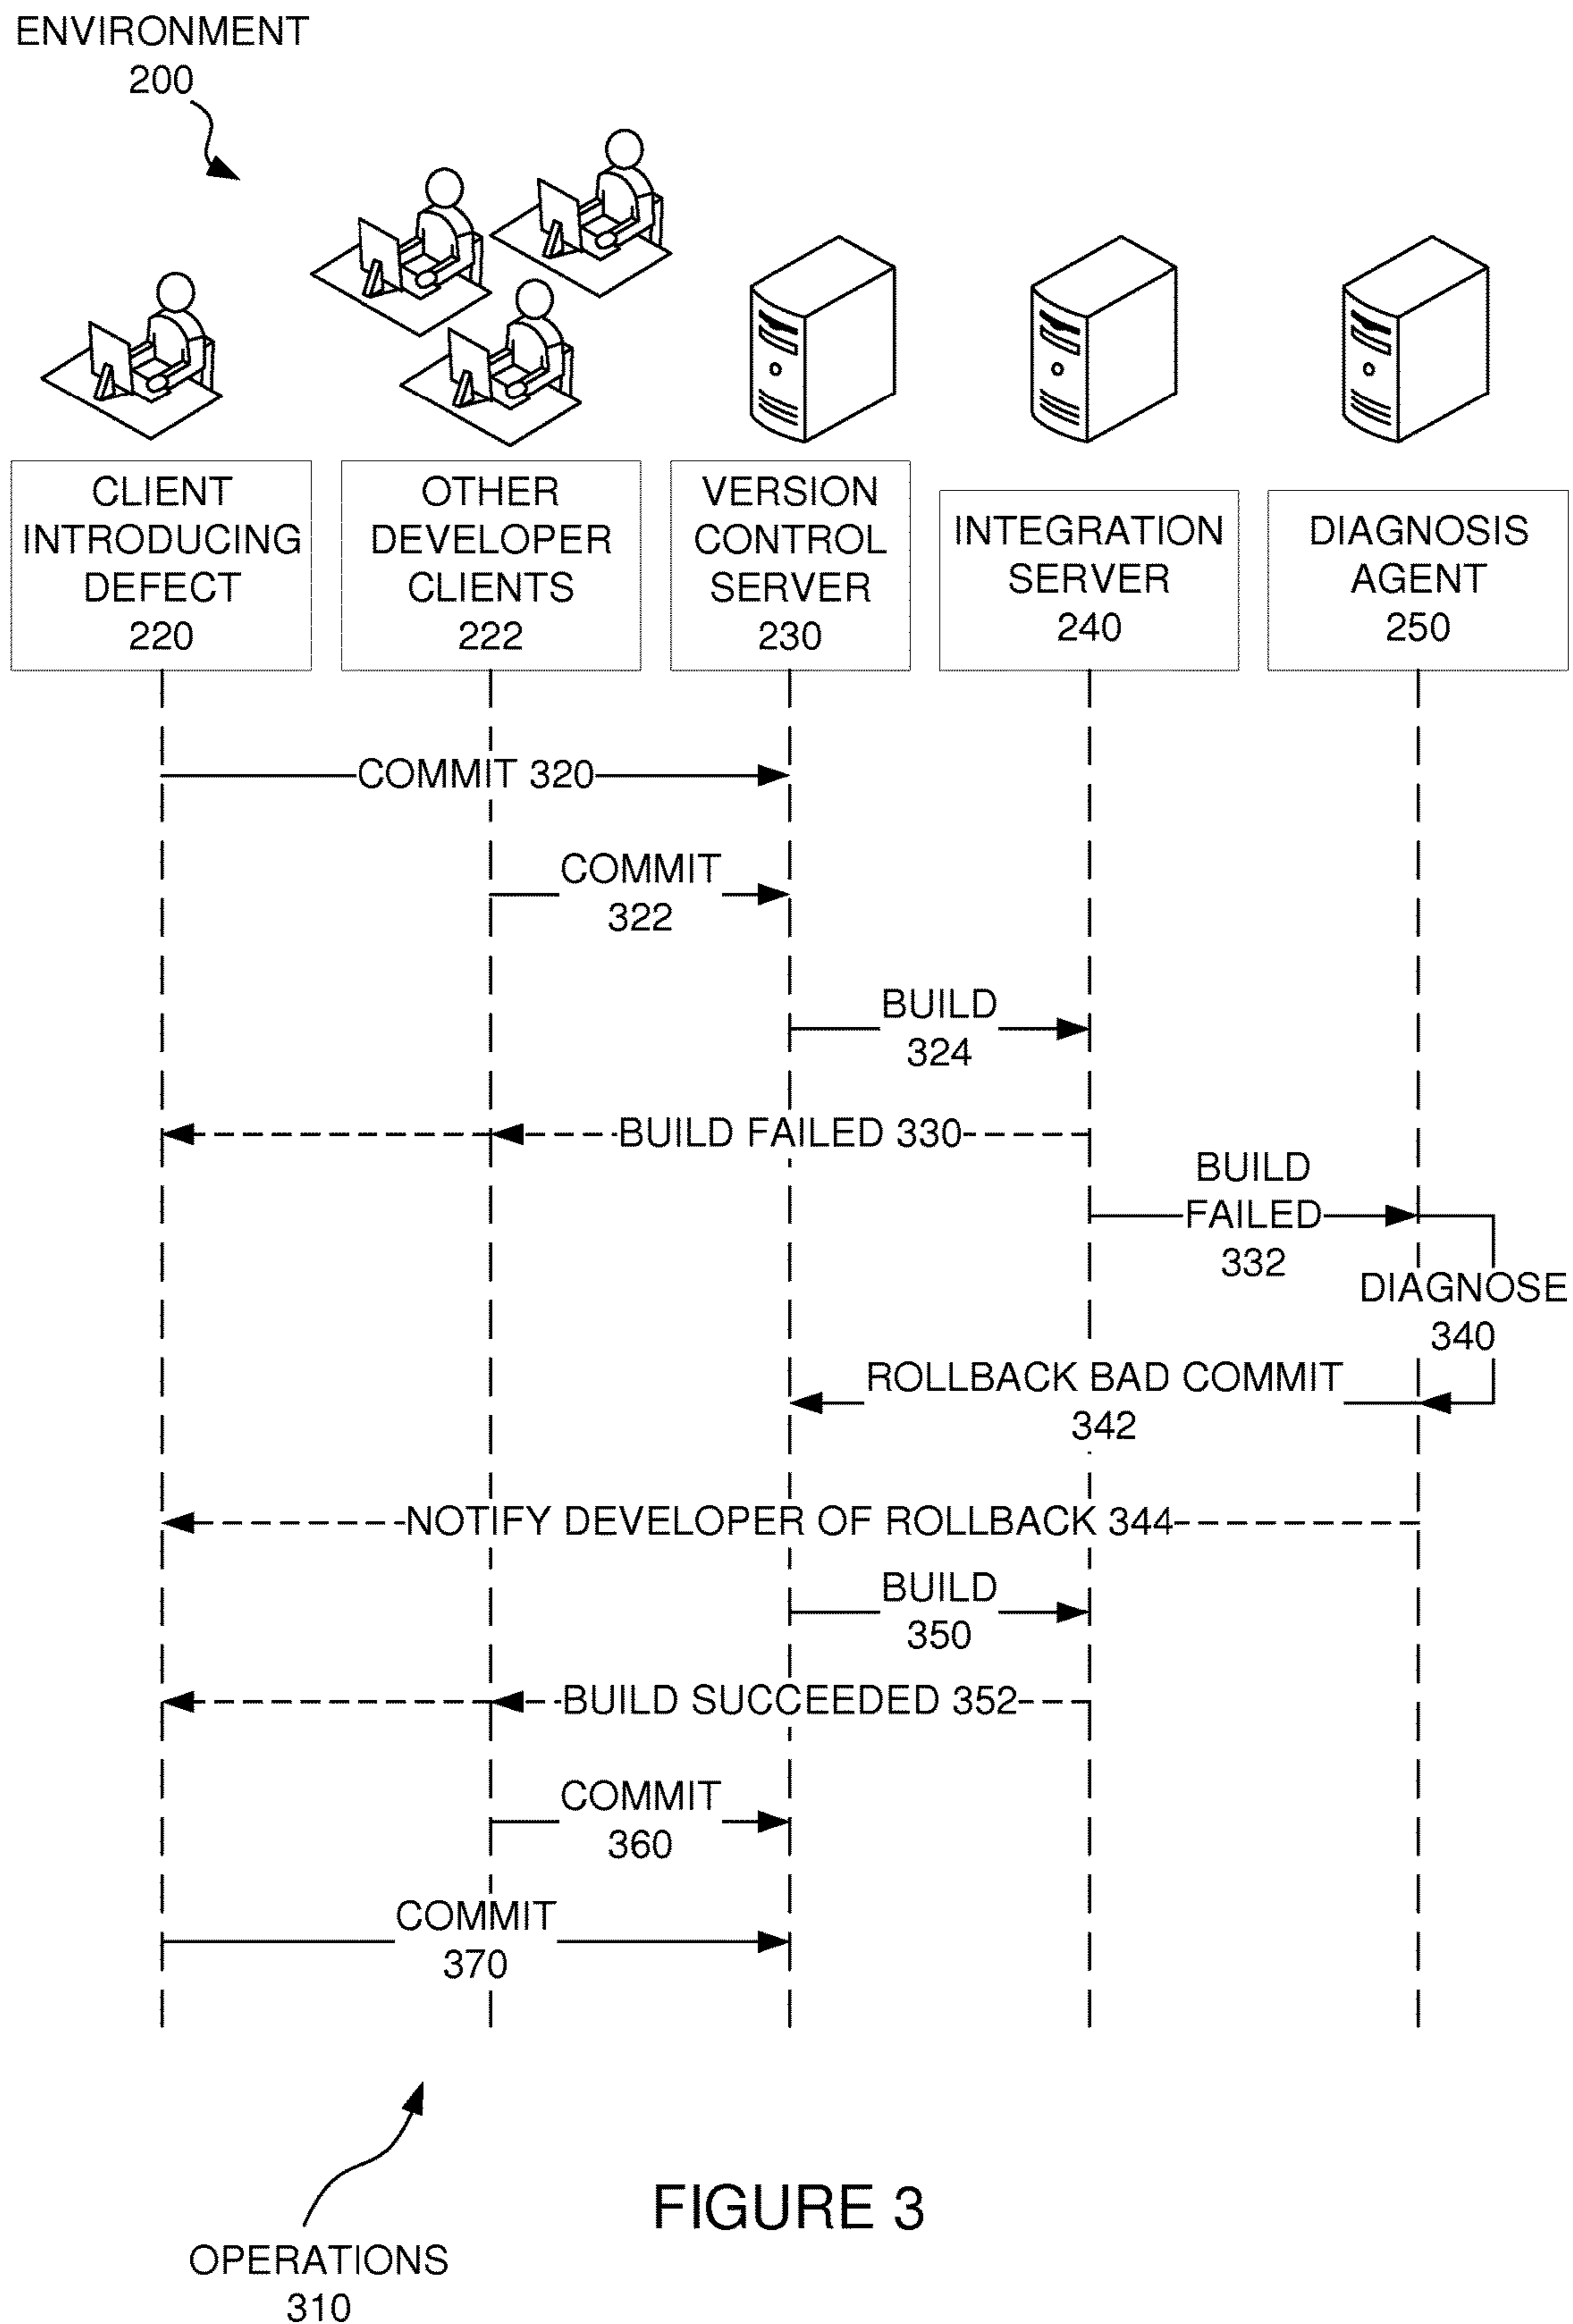 ENVIRONMENT
200
CLIENT
INTRODUCING
DEFECT
220
OTHER
DEVELOPER
CLIENTS
222
VERSION
CONTROL
SERVER
230
INTEGRATION
SERVER
240
DIAGNOSIS
AGENT
250
COMMIT 320
COMMIT
322
BUILD
324
BUILD FAILED 330
BUILD
FAILED
332
DIAGNOSE
340
ROLLBACK BAD COMMIT
342
NOTIFY DEVELOPER OF ROLLBACK 344
BUILD
350
BUILD SUCCEEDED 352
COMMIT
360
COMMIT
370
FIGURE 3
OPERATIONS
310